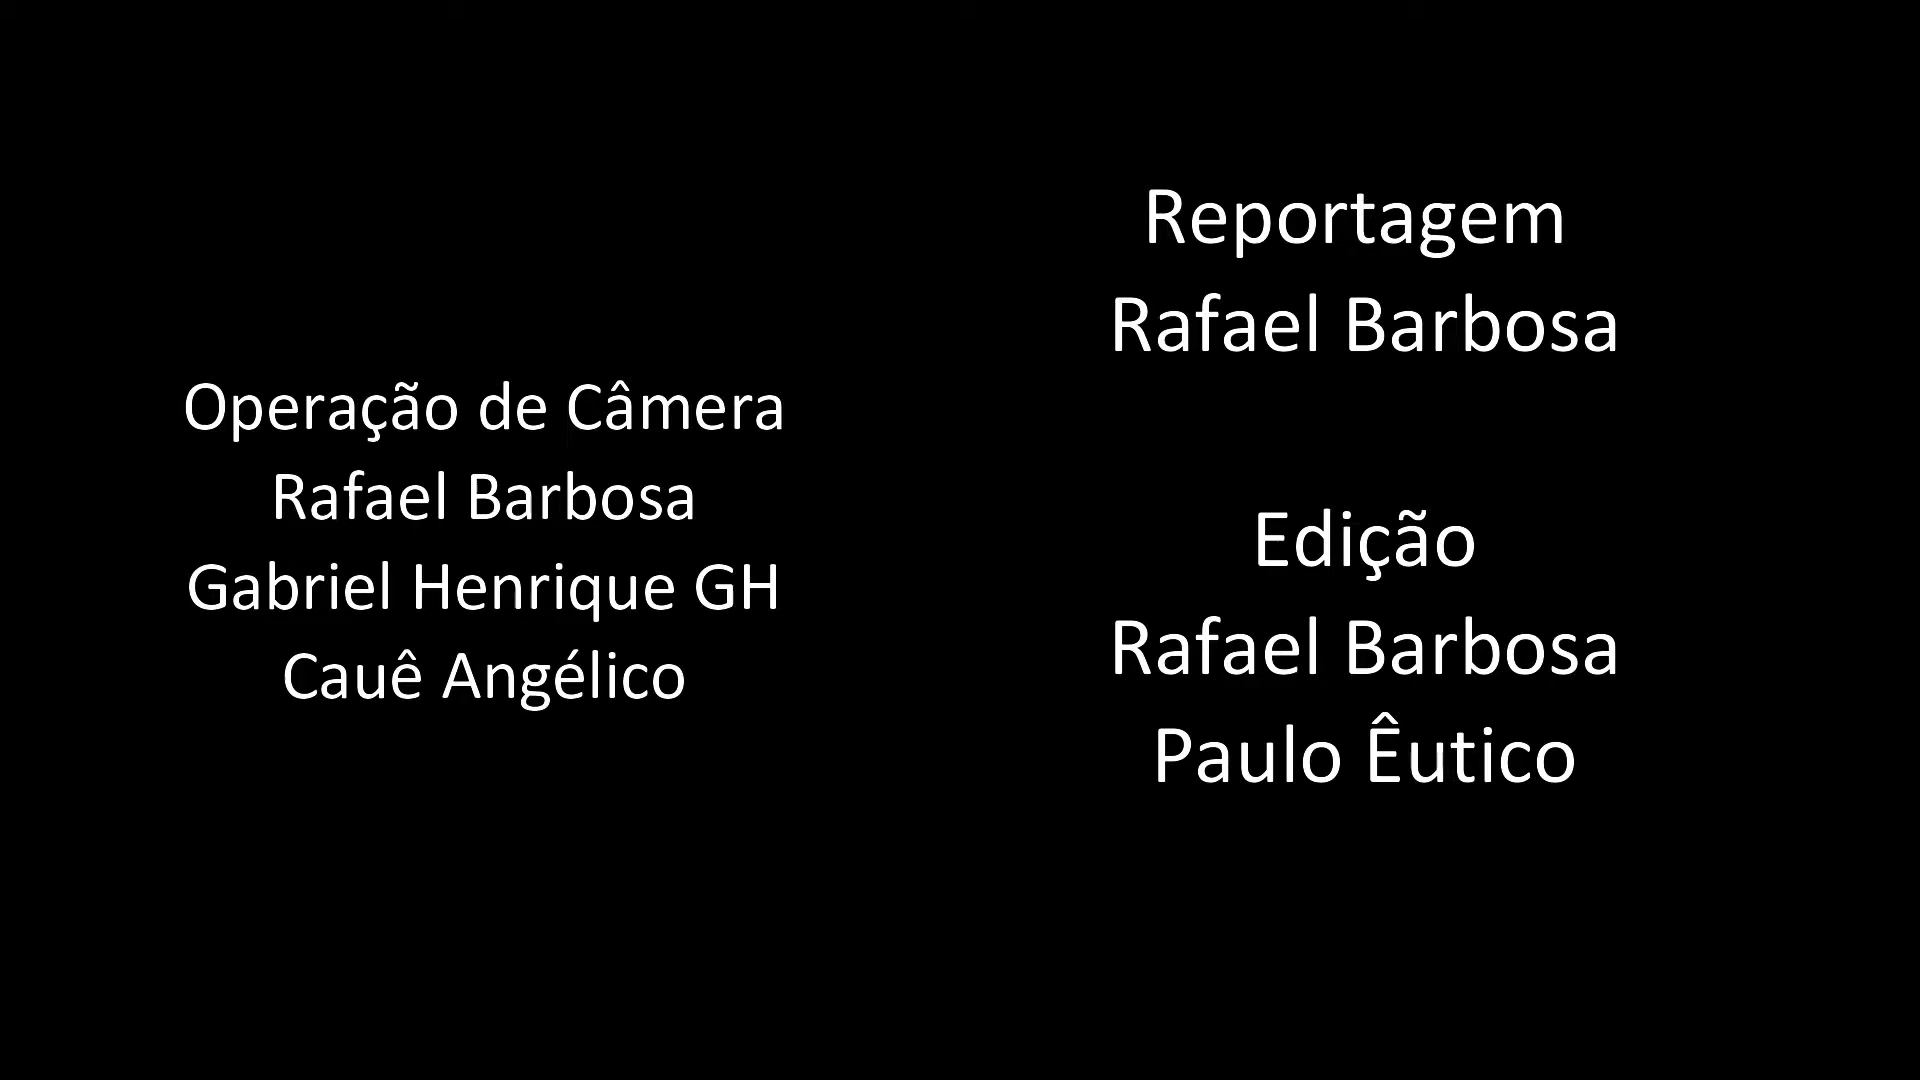 Operação de Câmera
Rafael Barbosa
Gabriel Henrique GH
Cauê Angélico
Reportagem
Rafael Barbosa
Edição
Rafael Barbosa
Paulo Êutico